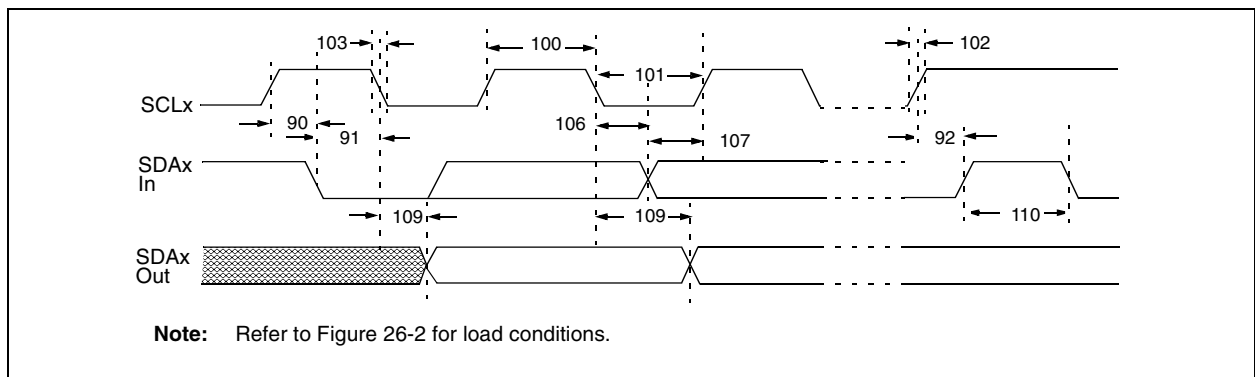 103
100
102
101
SCLx
90
91
106
107
92
SDAx
In
109
109
110
SDAx
Out
Note: Refer to Figure 26-2 for load conditions.